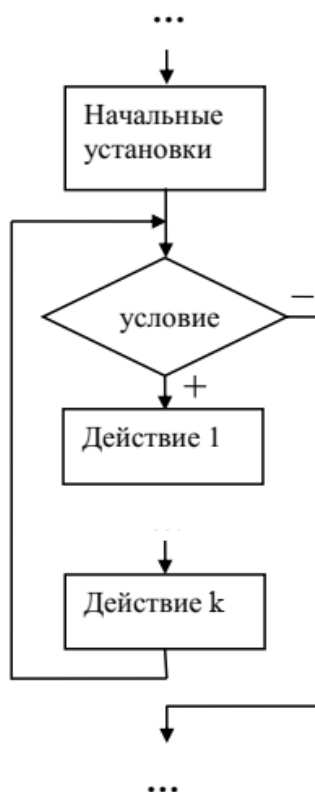 ...
Начальные
установки
условие
−
+
Действие 1
...
Действие k
...